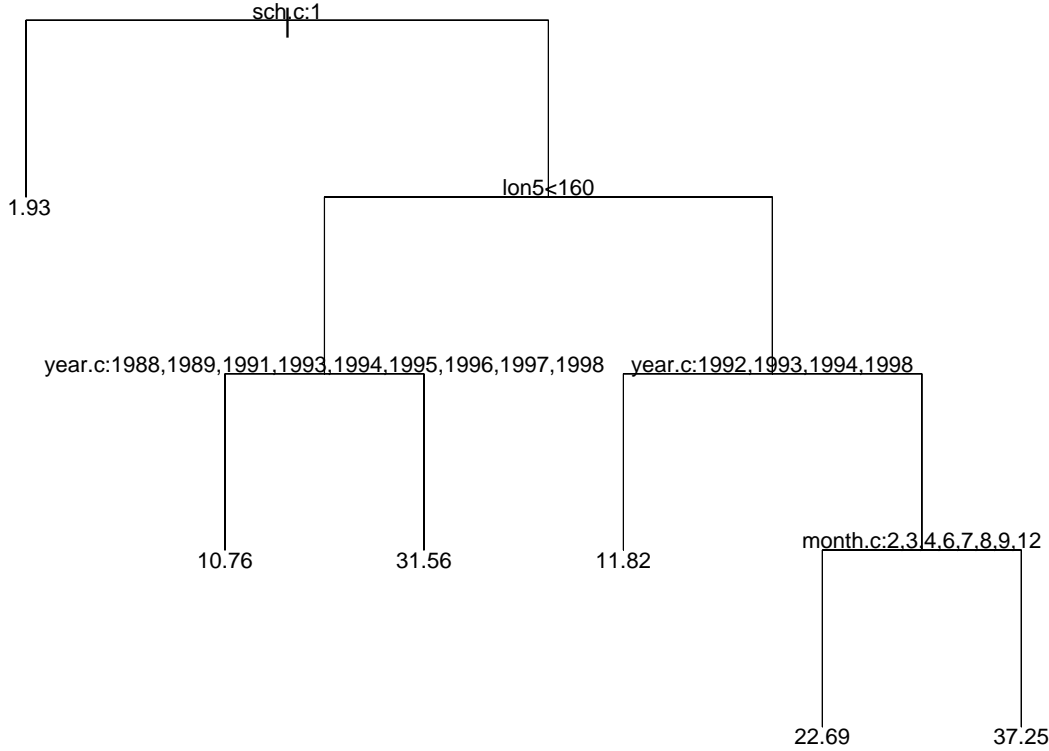 sch.c:1
lon5<160
1.93
year.c:1988,1989,1991,1993,1994,1995,1996,1997,1998
year.c:1992,1993,1994,1998
month.c:2,3,4,6,7,8,9,12
10.76
31.56
11.82
22.69
37.25